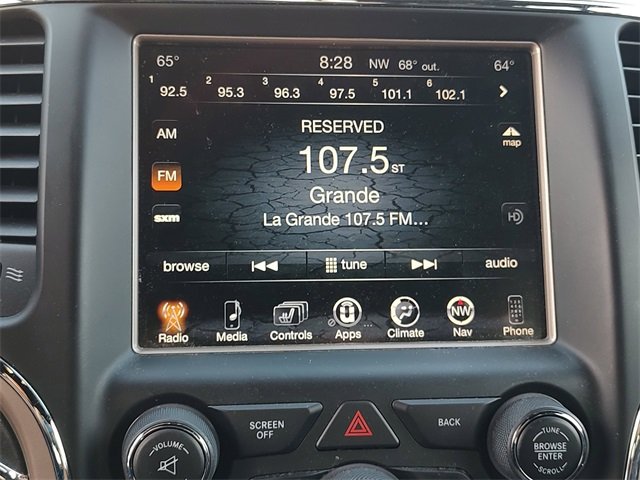 65° 8:28 NW 68° out. 64°
1 92.5 2 95.3 3 96.3 4 97.5 5 101.1 6 102.1
AM
RESERVED
map
FM
107.5 ST
Grande
sxm
La Grande 107.5 FM...
HD
browse tune audio
Radio Media Controls Apps Climate Nav Phone
NW
VOLUME
SCREEN OFF
BACK
TUNE
BROWSE
ENTER
SCROLL